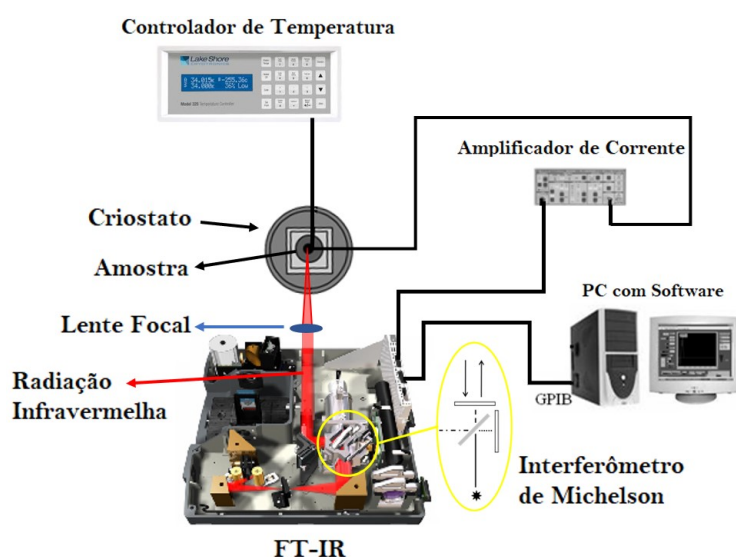 Controlador de Temperatura
LakeShore
Amplificador de Corrente
Criostato
Amostra
PC com Software
Lente Focal
Radiação
Infravermelha
GPIB
Interferômetro
de Michelson
FT-IR